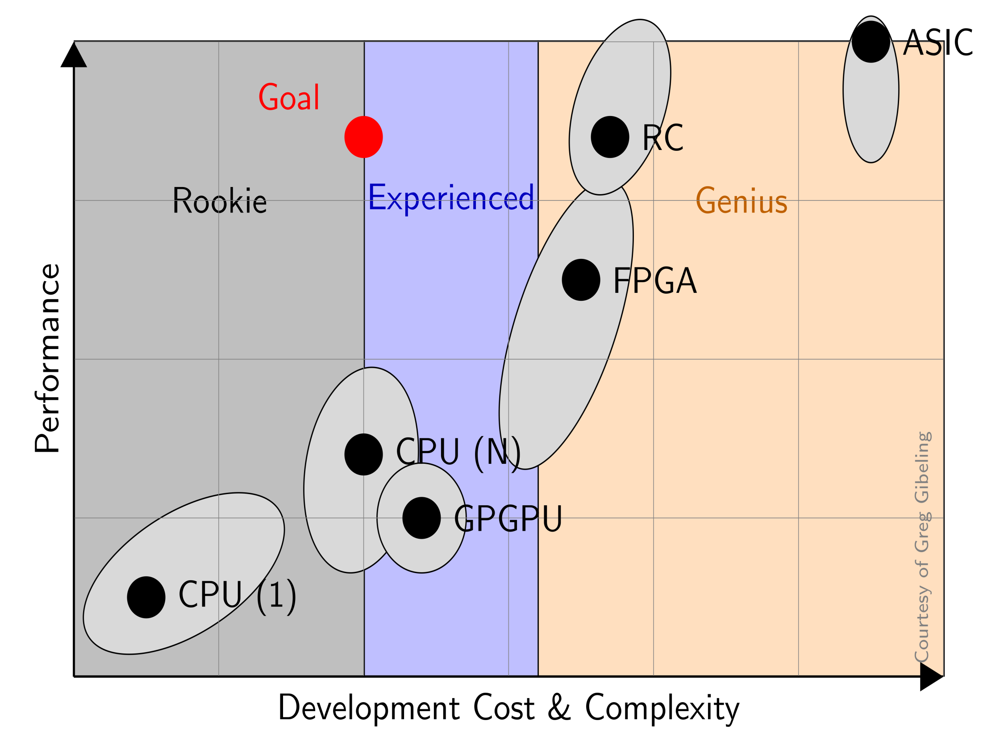 ASIC
Goal
RC
Rookie
Experienced
Genius
FPGA
Performance
CPU (N)
GPGPU
CPU (1)
Courtesy of Greg Gibeling
Development Cost & Complexity